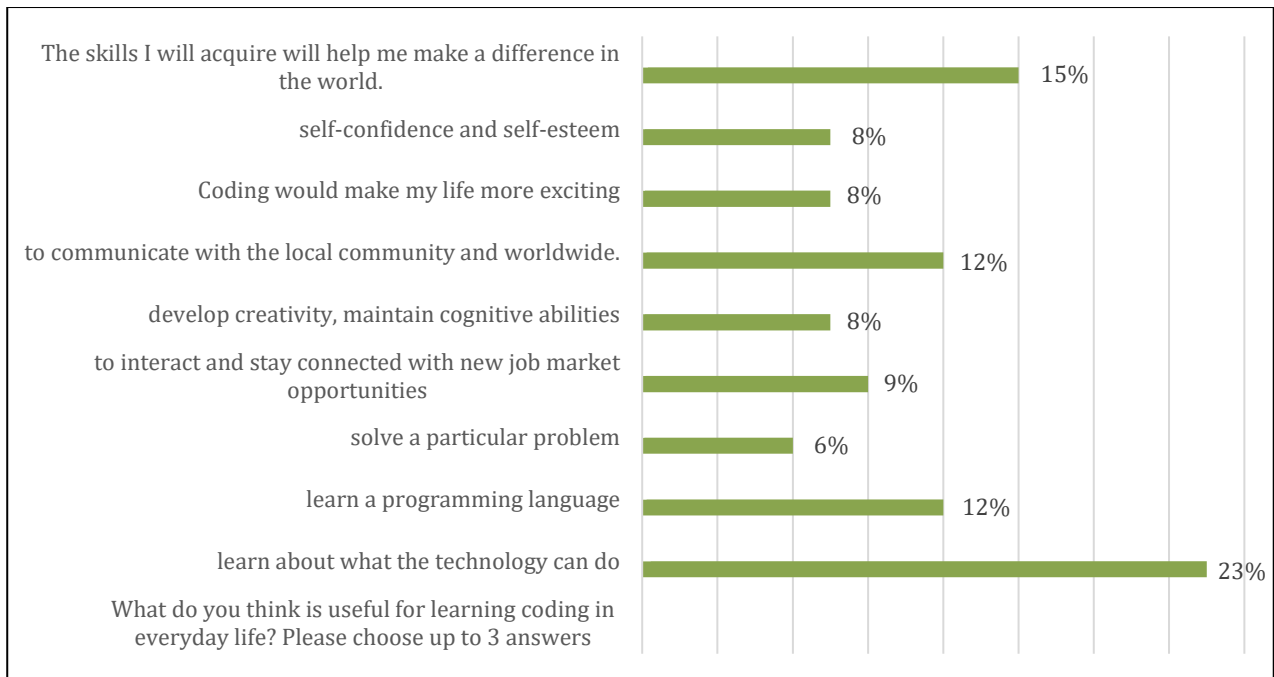 The skills I will acquire will help me make a difference in
the world.
15%
self-confidence and self-esteem
8%
Coding would make my life more exciting
8%
to communicate with the local community and worldwide.
12%
develop creativity, maintain cognitive abilities
8%
to interact and stay connected with new job market
opportunities
9%
solve a particular problem
6%
learn a programming language
12%
learn about what the technology can do
23%
What do you think is useful for learning coding in
everyday life? Please choose up to 3 answers